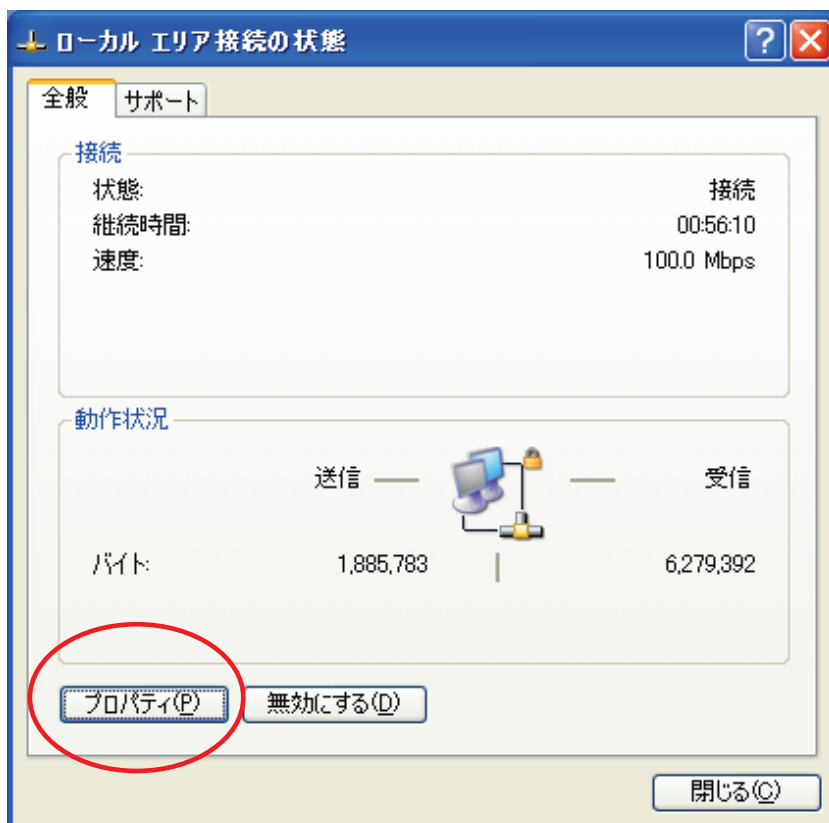 ローカル エリア接続の状態
全般 サポート
接続
状態: 接続
継続時間: 00:56:10
速度: 100.0 Mbps
動作状況
送信 受信
バイト: 1,885,783 6,279,392
プロパティ(P) 無効にする(D)
閉じる(C)